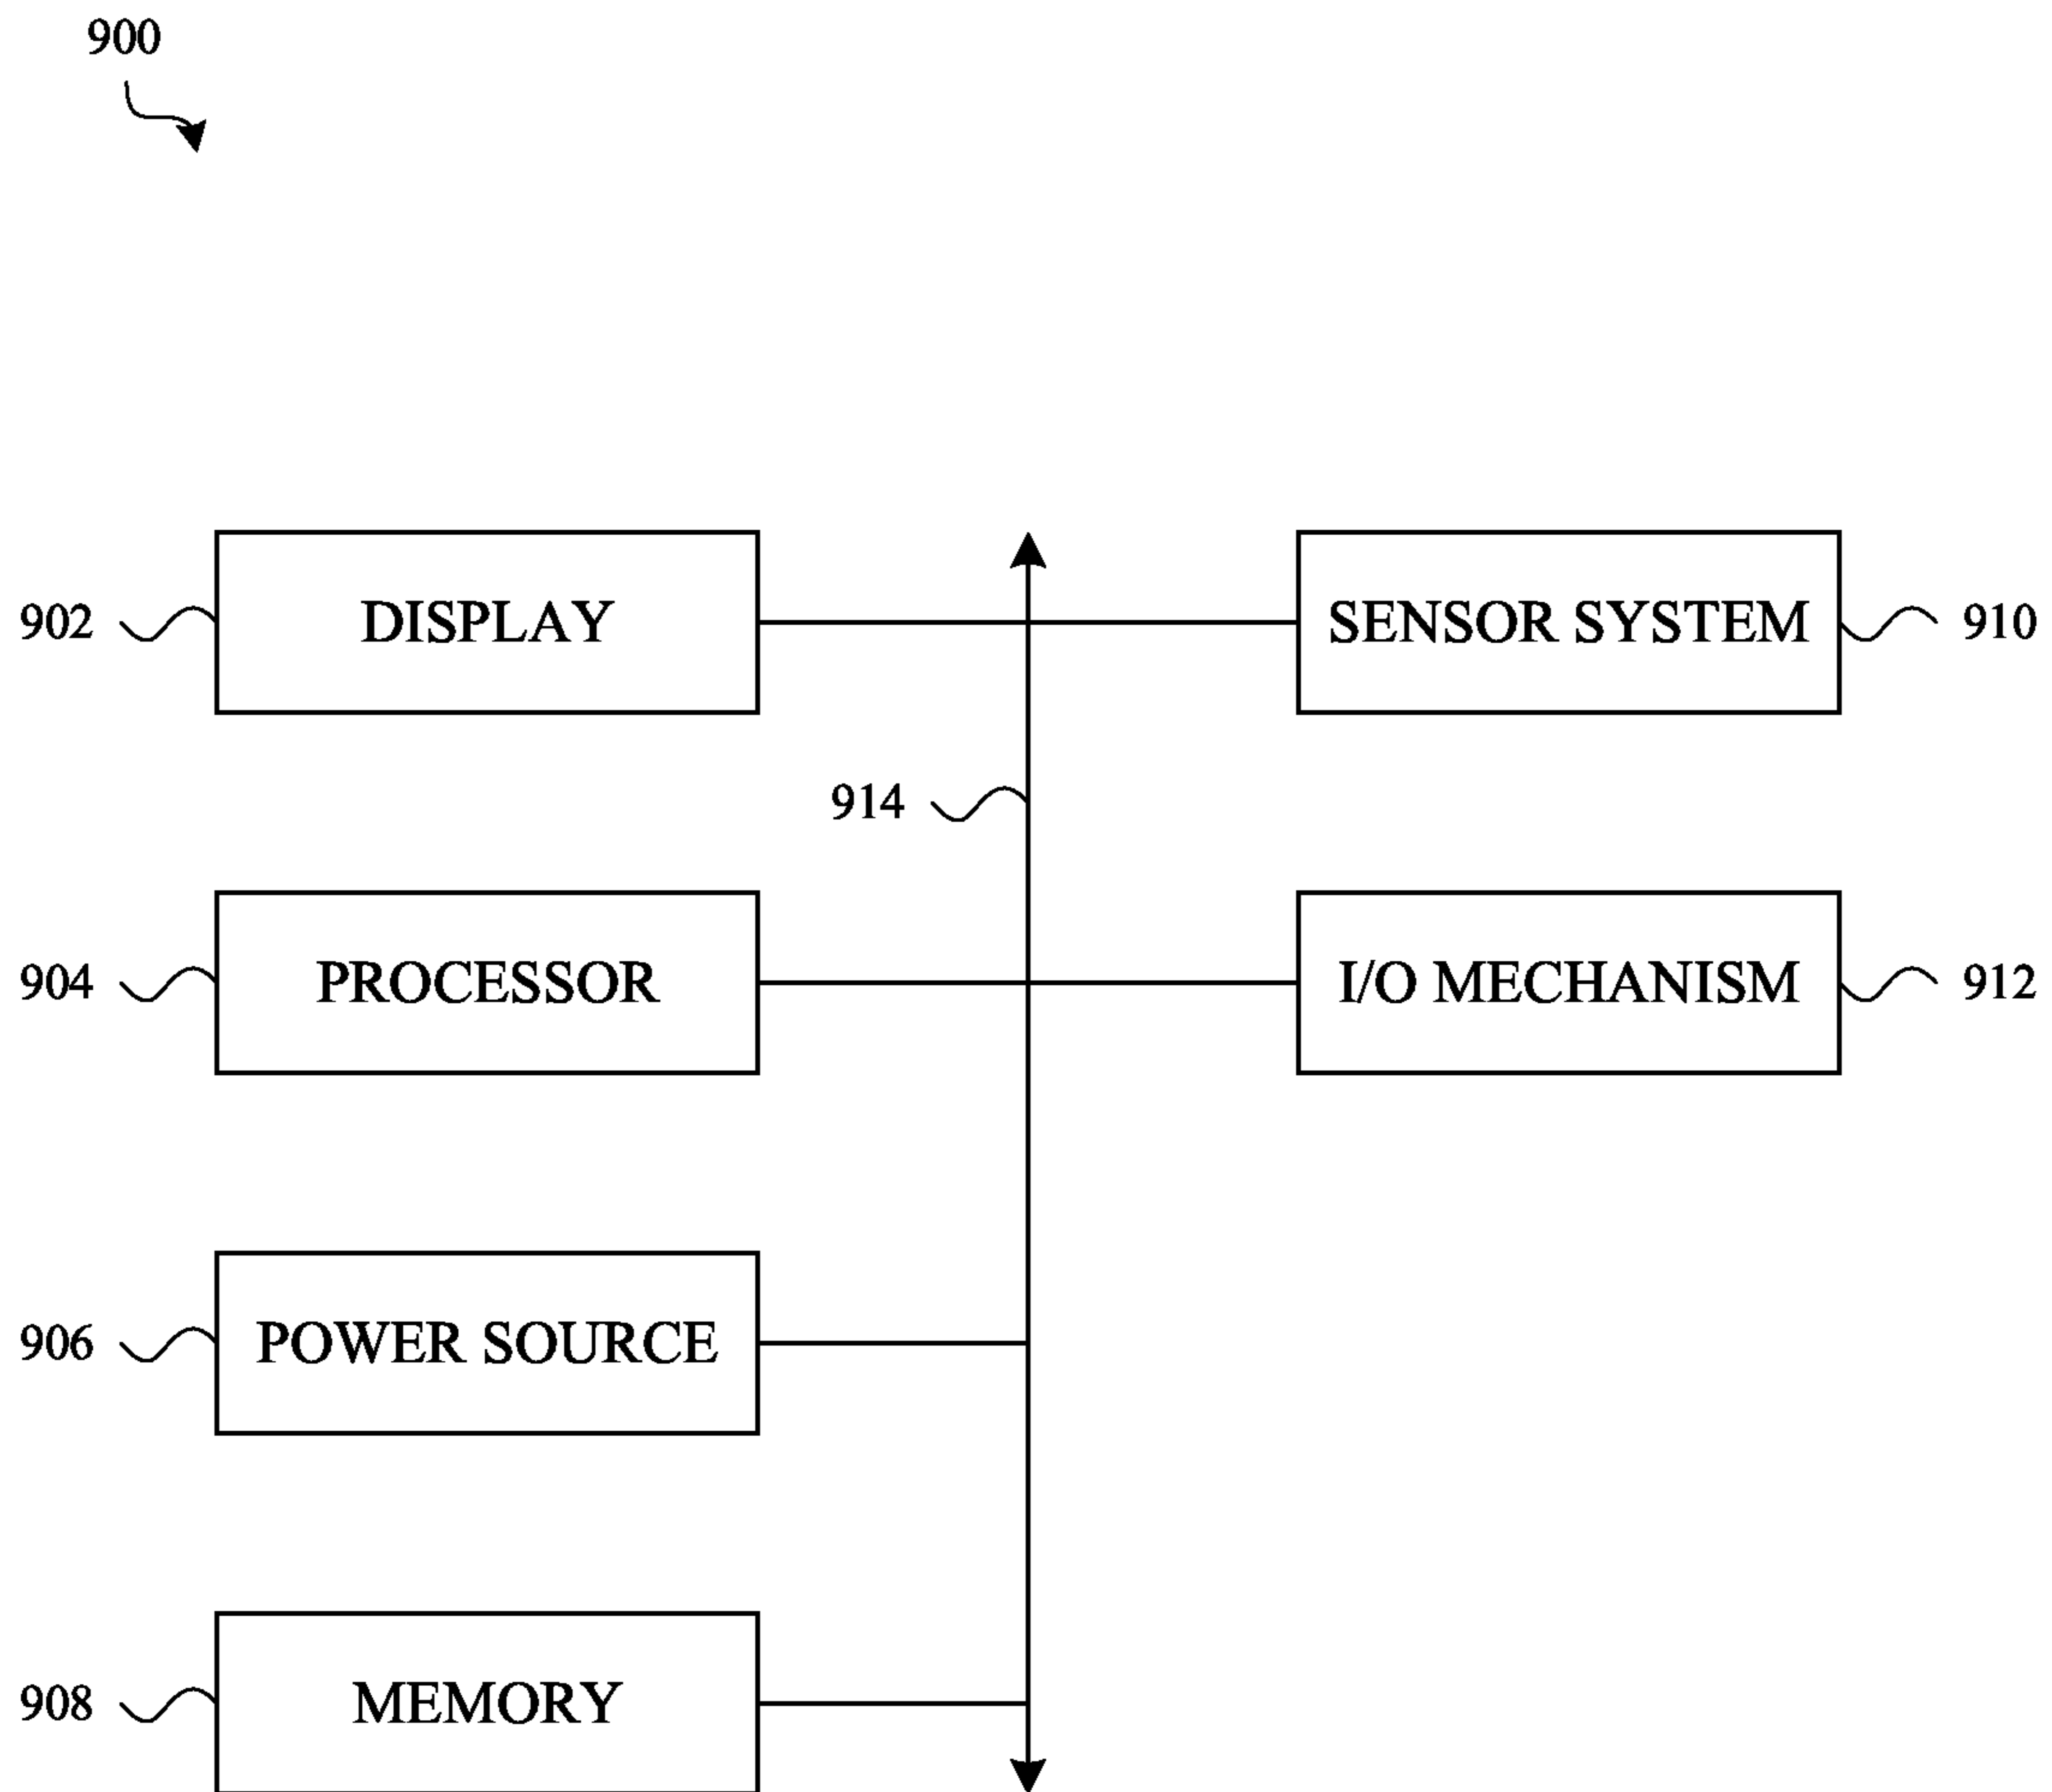 900
902 DISPLAY SENSOR SYSTEM 910
914
904 PROCESSOR I/O MECHANISM 912
906 POWER SOURCE
908 MEMORY